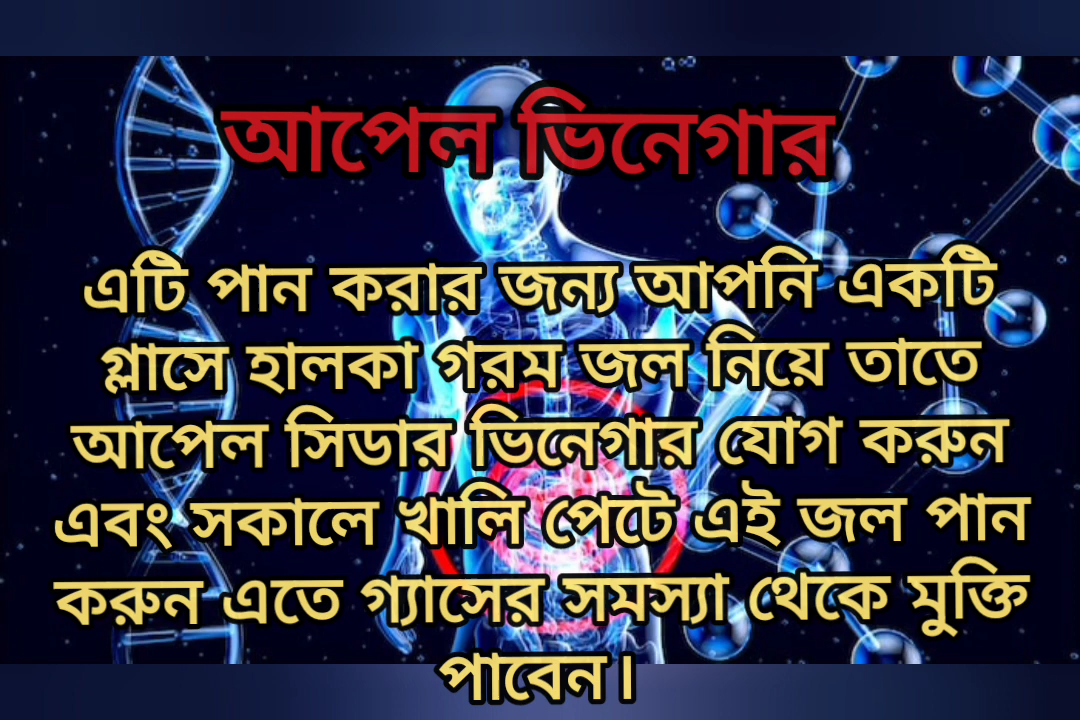 আপেল ভিনেগার
এটি পান করার জন্য আপনি একটি
গ্লাসে হালকা গরম জল নিয়ে তাতে
আপেল সিডার ভিনেগার যোগ করুন
এবং সকালে খালি পেটে এই জল পান
করুন এতে গ্যাসের সমস্যা থেকে মুক্তি
পাবেন।